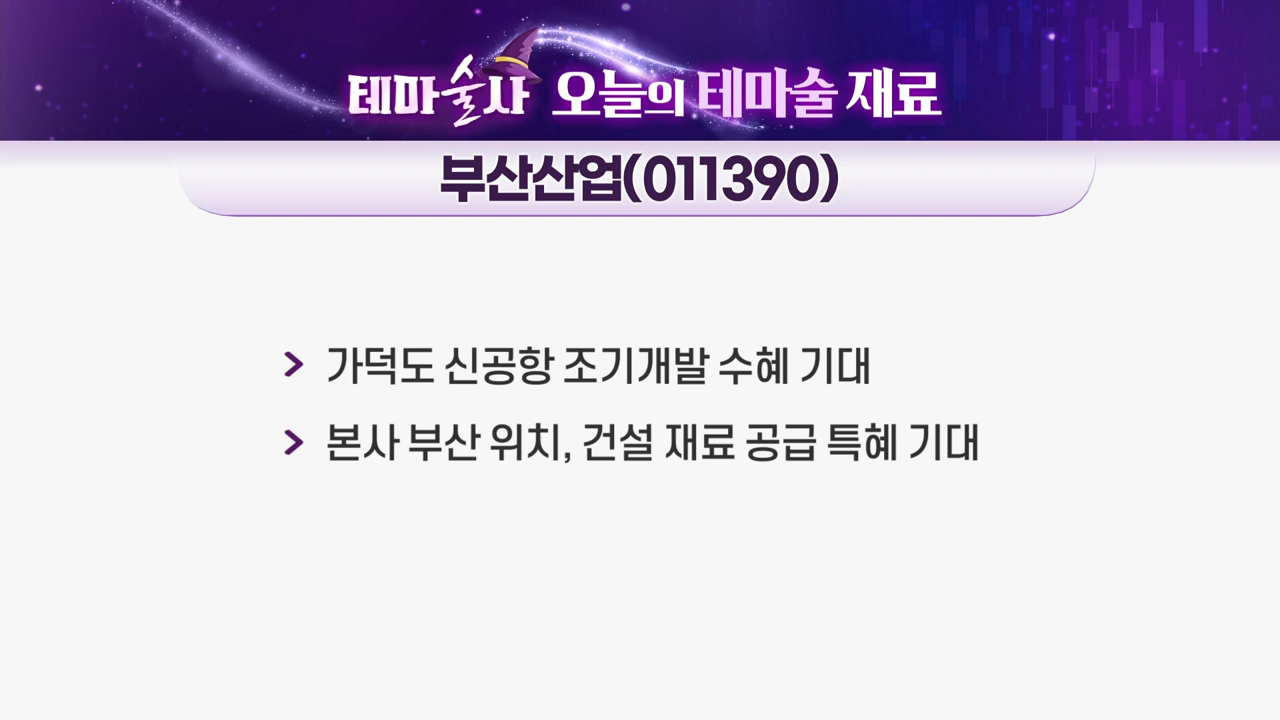 테마술사 오늘의 테마술 재료
부산산업(011390)
> 가덕도 신공항 조기개발 수혜 기대
> 본사 부산 위치, 건설 재료 공급 특혜 기대